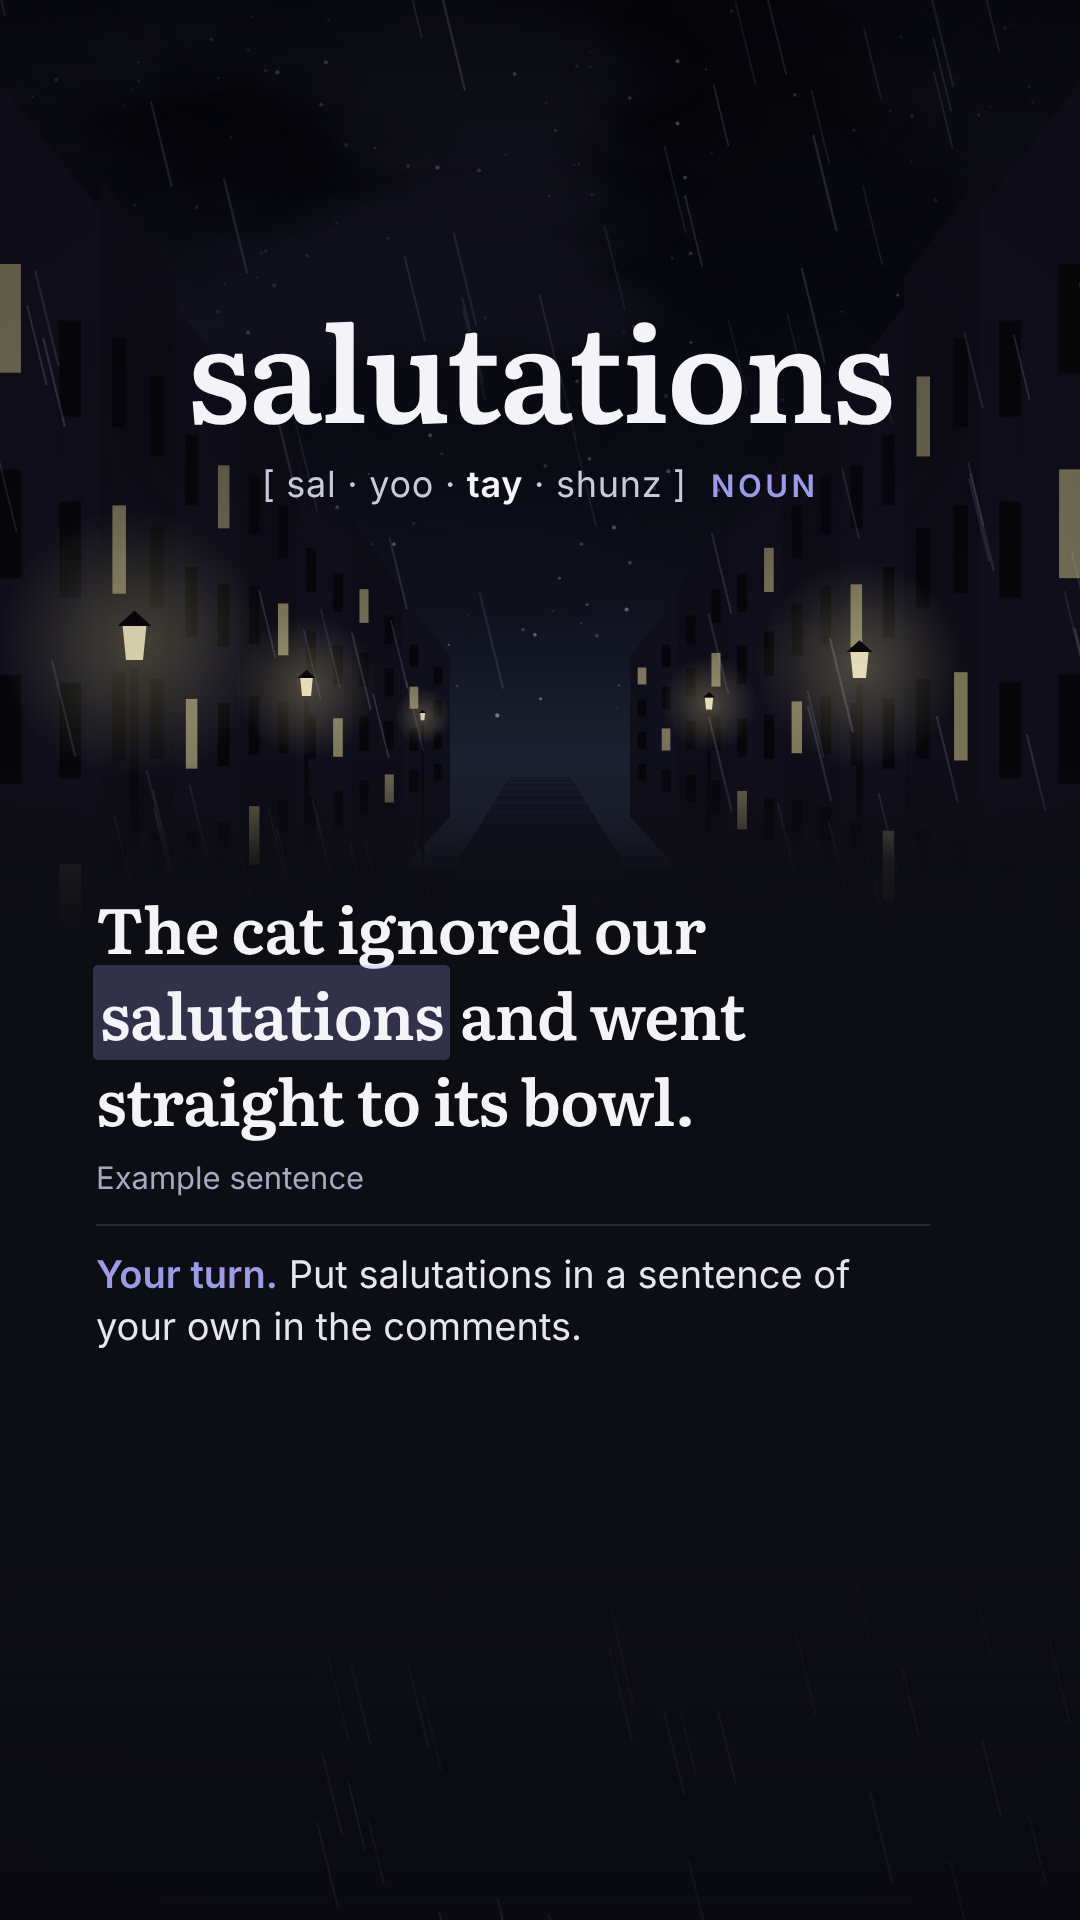 salutations
[ sal · yoo · tay · shunz ] NOUN
The cat ignored our
salutations and went
straight to its bowl.
Example sentence
Your turn. Put salutations in a sentence of
your own in the comments.